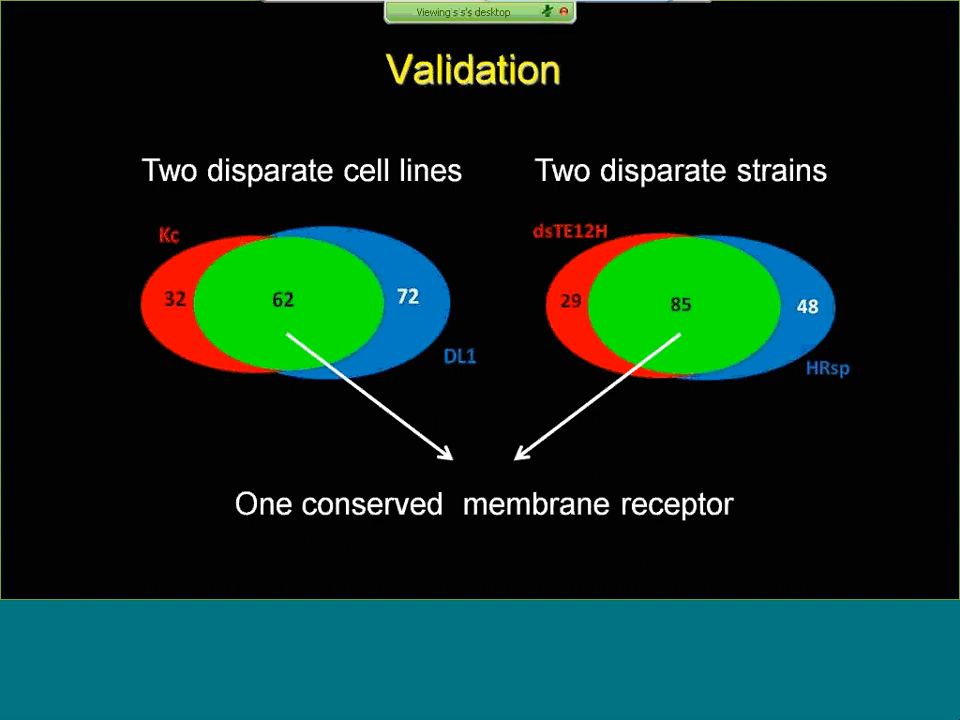 Viewing s's's desktop
Validation
Two disparate cell lines
Two disparate strains
Kc
32
62
72
DL1
dsTE12H
29
85
48
HRsp
One conserved membrane receptor